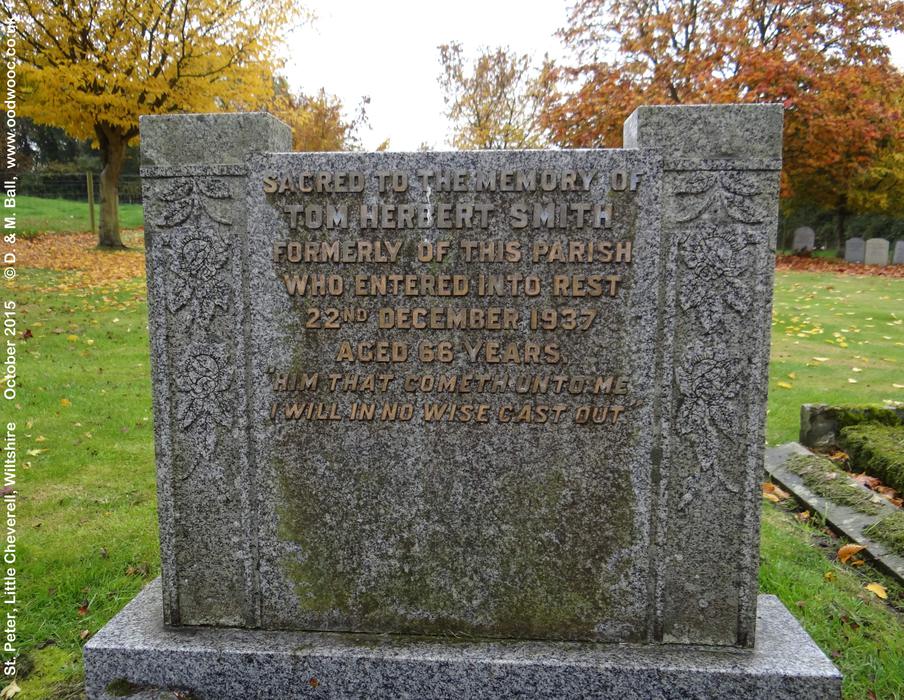 SACRED TO THE MEMORY OF
TOM HERBERT SMITH
FORMERLY OF THIS PARISH
WHO ENTERED INTO REST
22ND DECEMBER 1937
AGED 66 YEARS.
"HIM THAT COMETH UNTO ME
I WILL IN NO WISE CAST OUT"
St. Peter, Little Cheverell, Wiltshire October 2015 © D. & M. Ball, www.oodwooc.co.uk